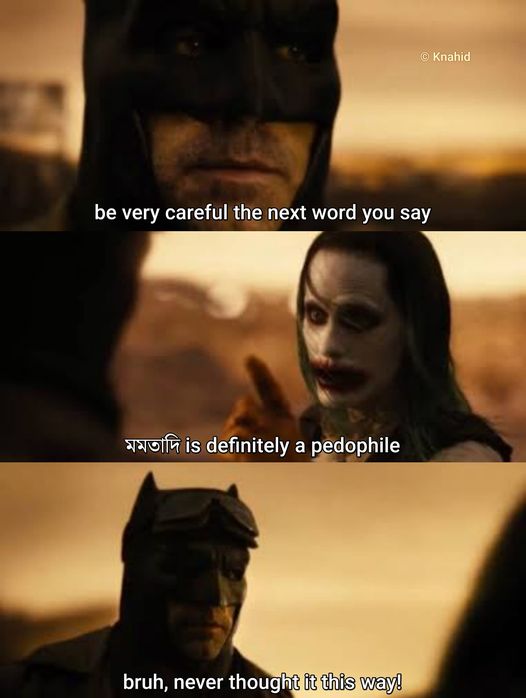 © Knahid
be very careful the next word you say
মমতাদি is definitely a pedophile
bruh, never thought it this way!